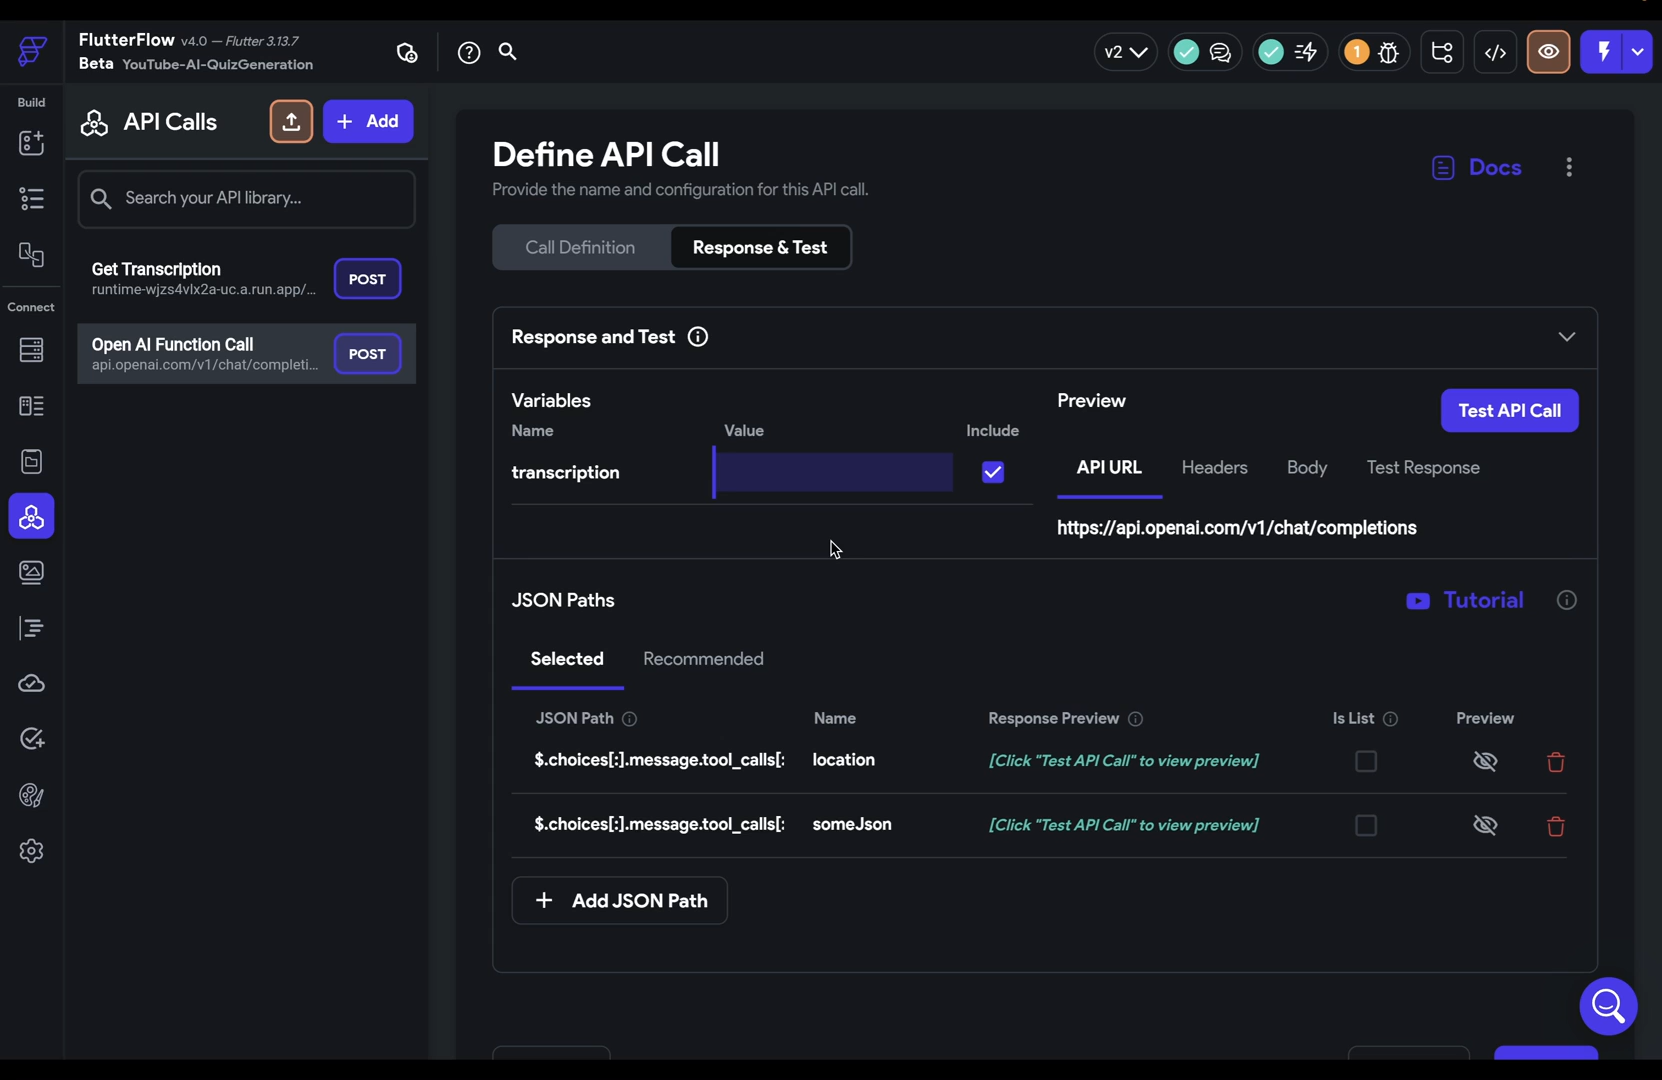 FlutterFlow v4.0 — Flutter 3.13.7
Beta YouTube-AI-QuizGeneration
v2
1
Build
API Calls
+ Add
Search your API library...
Get Transcription
runtime-wjzs4vlx2a-uc.a.run.app/...
POST
Connect
Open AI Function Call
api.openai.com/v1/chat/completi...
POST
Define API Call
Provide the name and configuration for this API call.
Docs
Call Definition
Response & Test
Response and Test
Variables
Name
Value
Include
transcription
Preview
Test API Call
API URL
Headers
Body
Test Response
https://api.openai.com/v1/chat/completions
JSON Paths
Tutorial
Selected
Recommended
JSON Path
Name
Response Preview
Is List
Preview
$.choices[:].message.tool_calls[:
location
[Click "Test API Call" to view preview]
$.choices[:].message.tool_calls[:
someJson
[Click "Test API Call" to view preview]
+ Add JSON Path